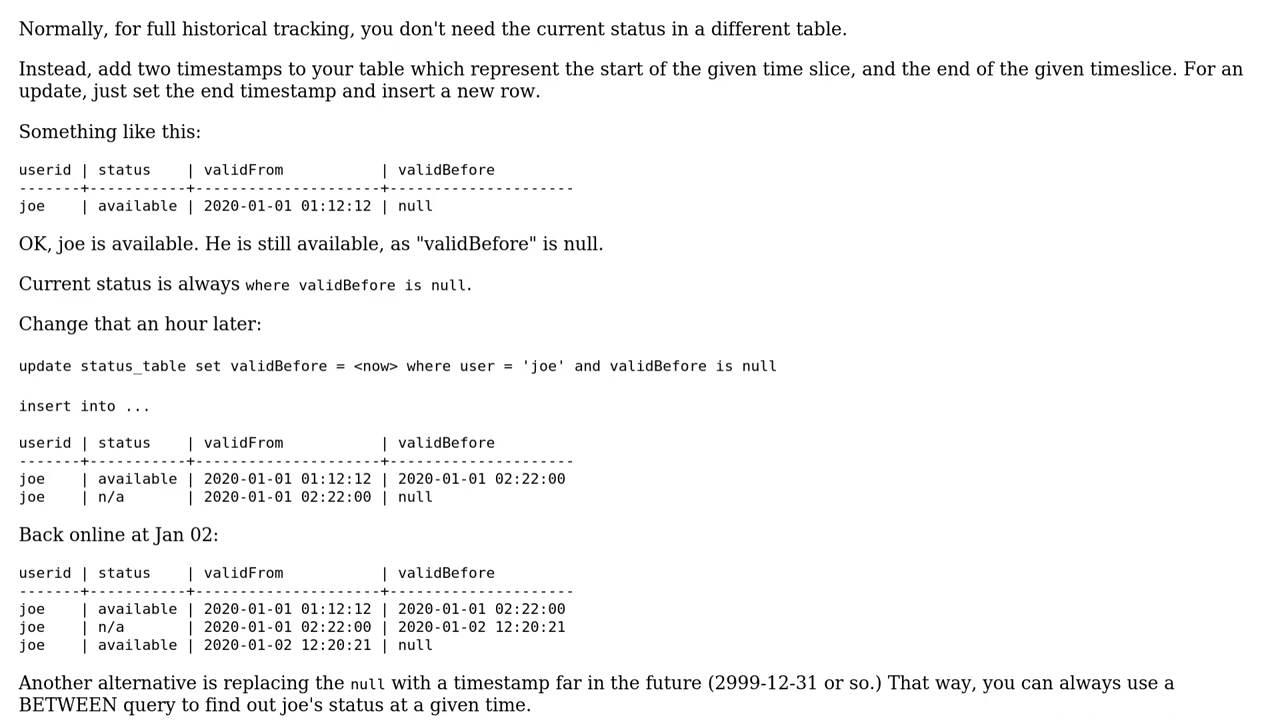 Normally, for full historical tracking, you don't need the current status in a different table.
Instead, add two timestamps to your table which represent the start of the given time slice, and the end of the given timeslice. For an
update, just set the end timestamp and insert a new row.
Something like this:
userid | status    | validFrom           | validBefore
-------+-----------+---------------------+---------------------
joe    | available | 2020-01-01 01:12:12 | null
OK, joe is available. He is still available, as "validBefore" is null.
Current status is always where validBefore is null.
Change that an hour later:
update status_table set validBefore = <now> where user = 'joe' and validBefore is null
insert into ...
userid | status    | validFrom           | validBefore
-------+-----------+---------------------+---------------------
joe    | available | 2020-01-01 01:12:12 | 2020-01-01 02:22:00
joe    | n/a       | 2020-01-01 02:22:00 | null
Back online at Jan 02:
userid | status    | validFrom           | validBefore
-------+-----------+---------------------+---------------------
joe    | available | 2020-01-01 01:12:12 | 2020-01-01 02:22:00
joe    | n/a       | 2020-01-01 02:22:00 | 2020-01-02 12:20:21
joe    | available | 2020-01-02 12:20:21 | null
Another alternative is replacing the null with a timestamp far in the future (2999-12-31 or so.) That way, you can always use a
BETWEEN query to find out joe's status at a given time.